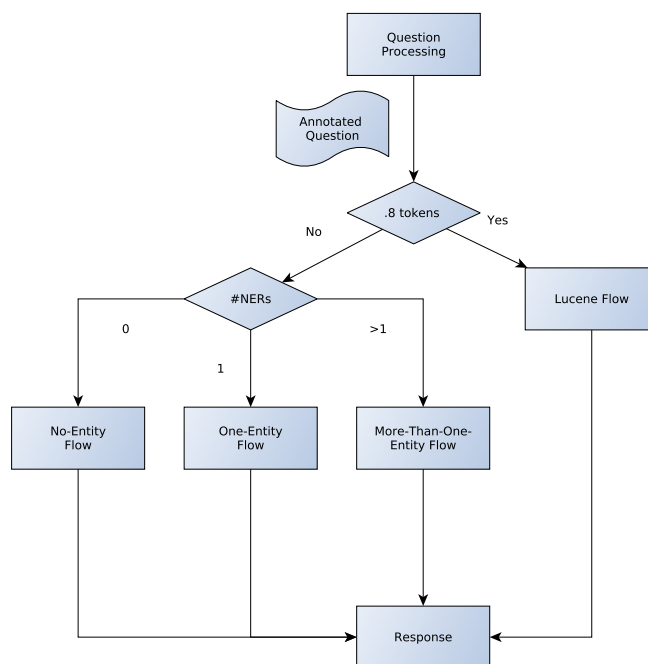 Question
Processing
Annotated
Question
.8 tokens
No
Yes
#NERs
Lucene Flow
0
>1
1
No-Entity
Flow
One-Entity
Flow
More-Than-One-
Entity Flow
Response